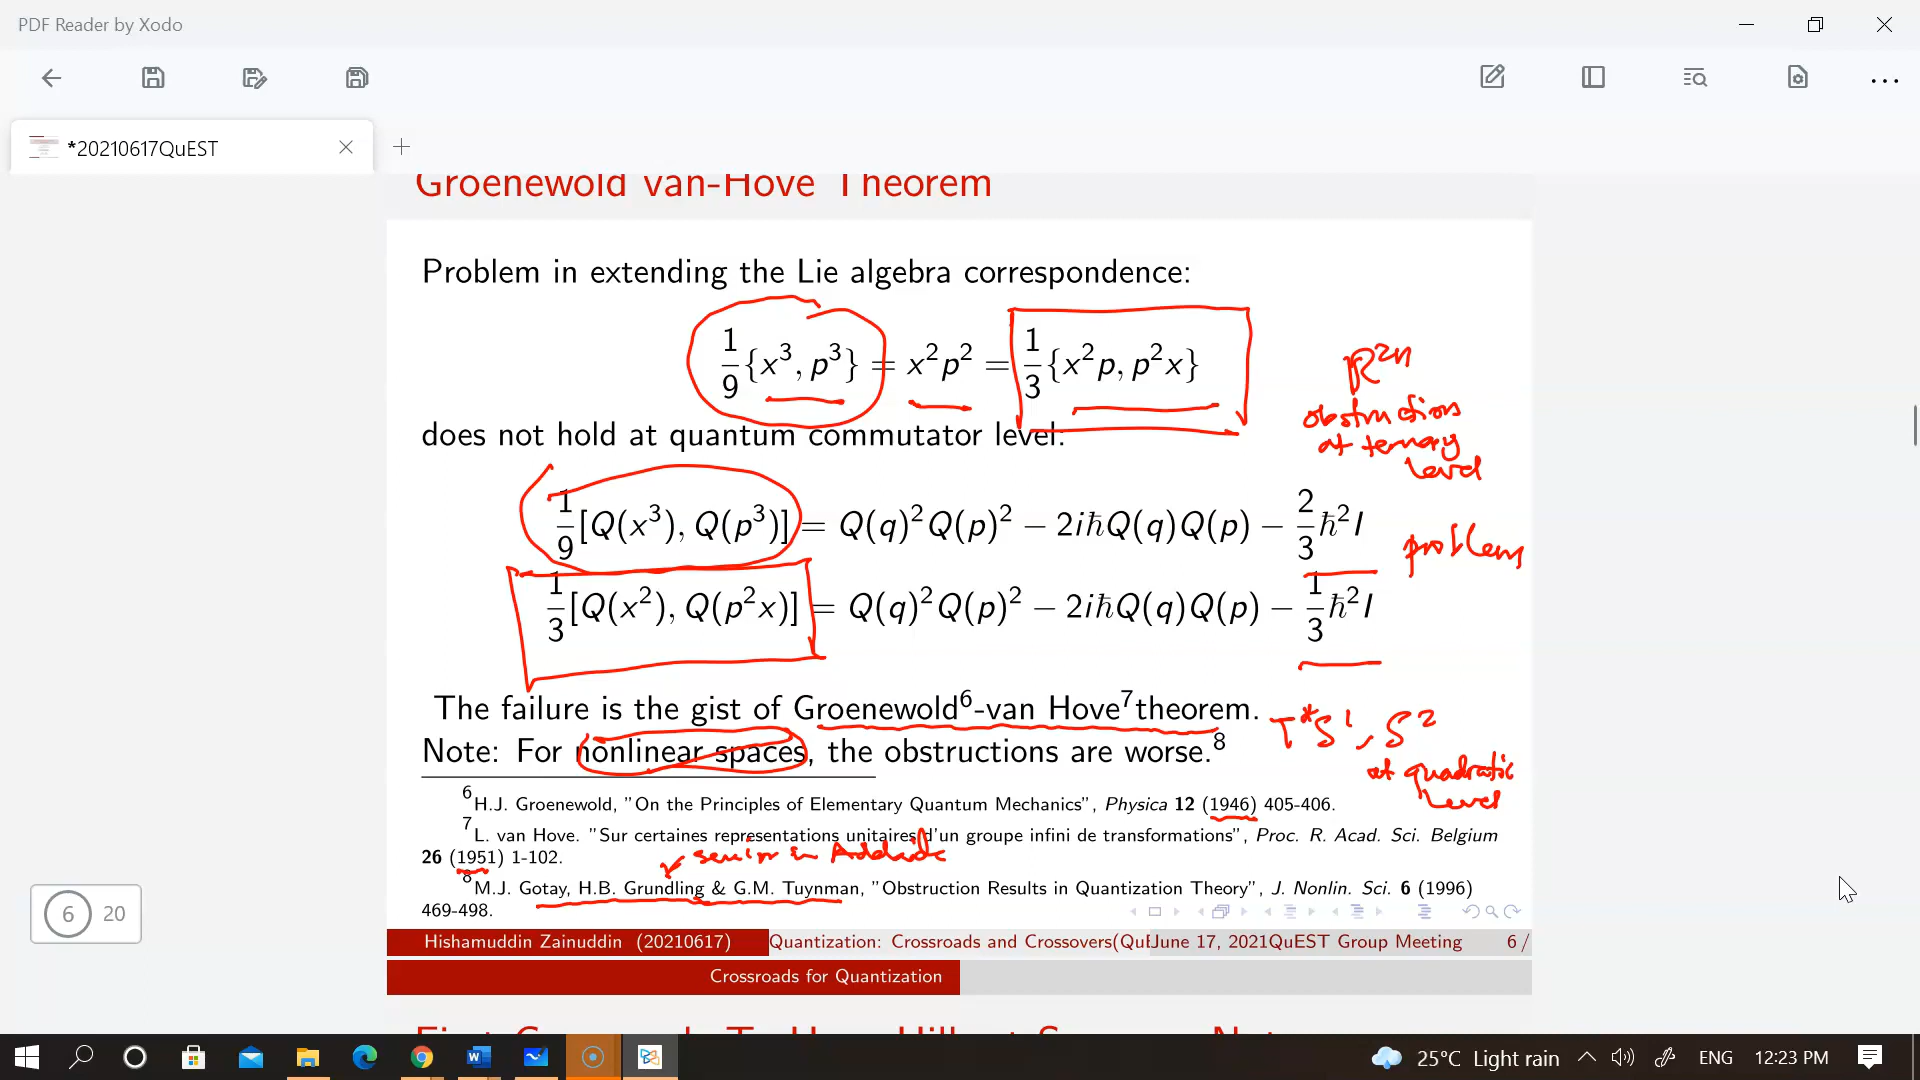 PDF Reader by Xodo
*20210617QuEST
Groenewold van-Hove Theorem
Problem in extending the Lie algebra correspondence:
1/9{x³, p³} = x²p² = 1/3{x²p, p²x}
ℝ²ⁿ
obstruction
at ternary
level
does not hold at quantum commutator level:
1/9[Q(x³), Q(p³)] = Q(q)²Q(p)² − 2iħQ(q)Q(p) − 2/3ħ²I
problem
1/3[Q(x²), Q(p²x)] = Q(q)²Q(p)² − 2iħQ(q)Q(p) − 1/3ħ²I
The failure is the gist of Groenewold⁶-van Hove⁷theorem.
T*S¹, S²
at quadratic
level
Note: For nonlinear spaces, the obstructions are worse.⁸
⁶H.J. Groenewold, "On the Principles of Elementary Quantum Mechanics", Physica 12 (1946) 405-406.
⁷L. van Hove. "Sur certaines representations unitaires d'un groupe infini de transformations", Proc. R. Acad. Sci. Belgium
26 (1951) 1-102.
senior in Adelaide
⁸M.J. Gotay, H.B. Grundling & G.M. Tuynman, "Obstruction Results in Quantization Theory", J. Nonlin. Sci. 6 (1996)
469-498.
6 20
Hishamuddin Zainuddin (20210617) Quantization: Crossroads and Crossovers(QuE June 17, 2021QuEST Group Meeting 6 /
Crossroads for Quantization
25°C Light rain ENG 12:23 PM